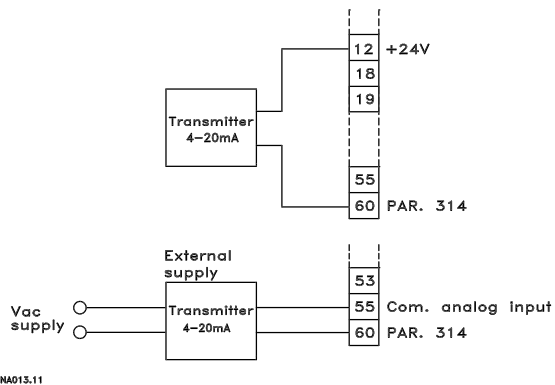 12 +24V
18
19
Transmitter
4-20mA
55
60 PAR. 314
External
supply
53
Transmitter
4-20mA
55 Com. analog input
60 PAR. 314
Vac
supply
NA013.11